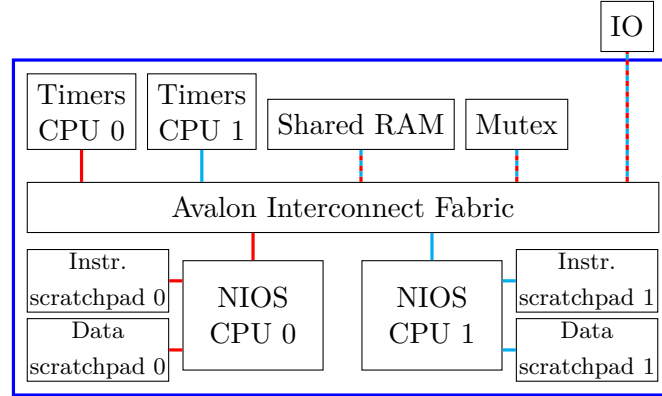 IO
Timers
CPU 0
Timers
CPU 1
Shared RAM
Mutex
Avalon Interconnect Fabric
Instr.
scratchpad 0
Data
scratchpad 0
NIOS
CPU 0
NIOS
CPU 1
Instr.
scratchpad 1
Data
scratchpad 1